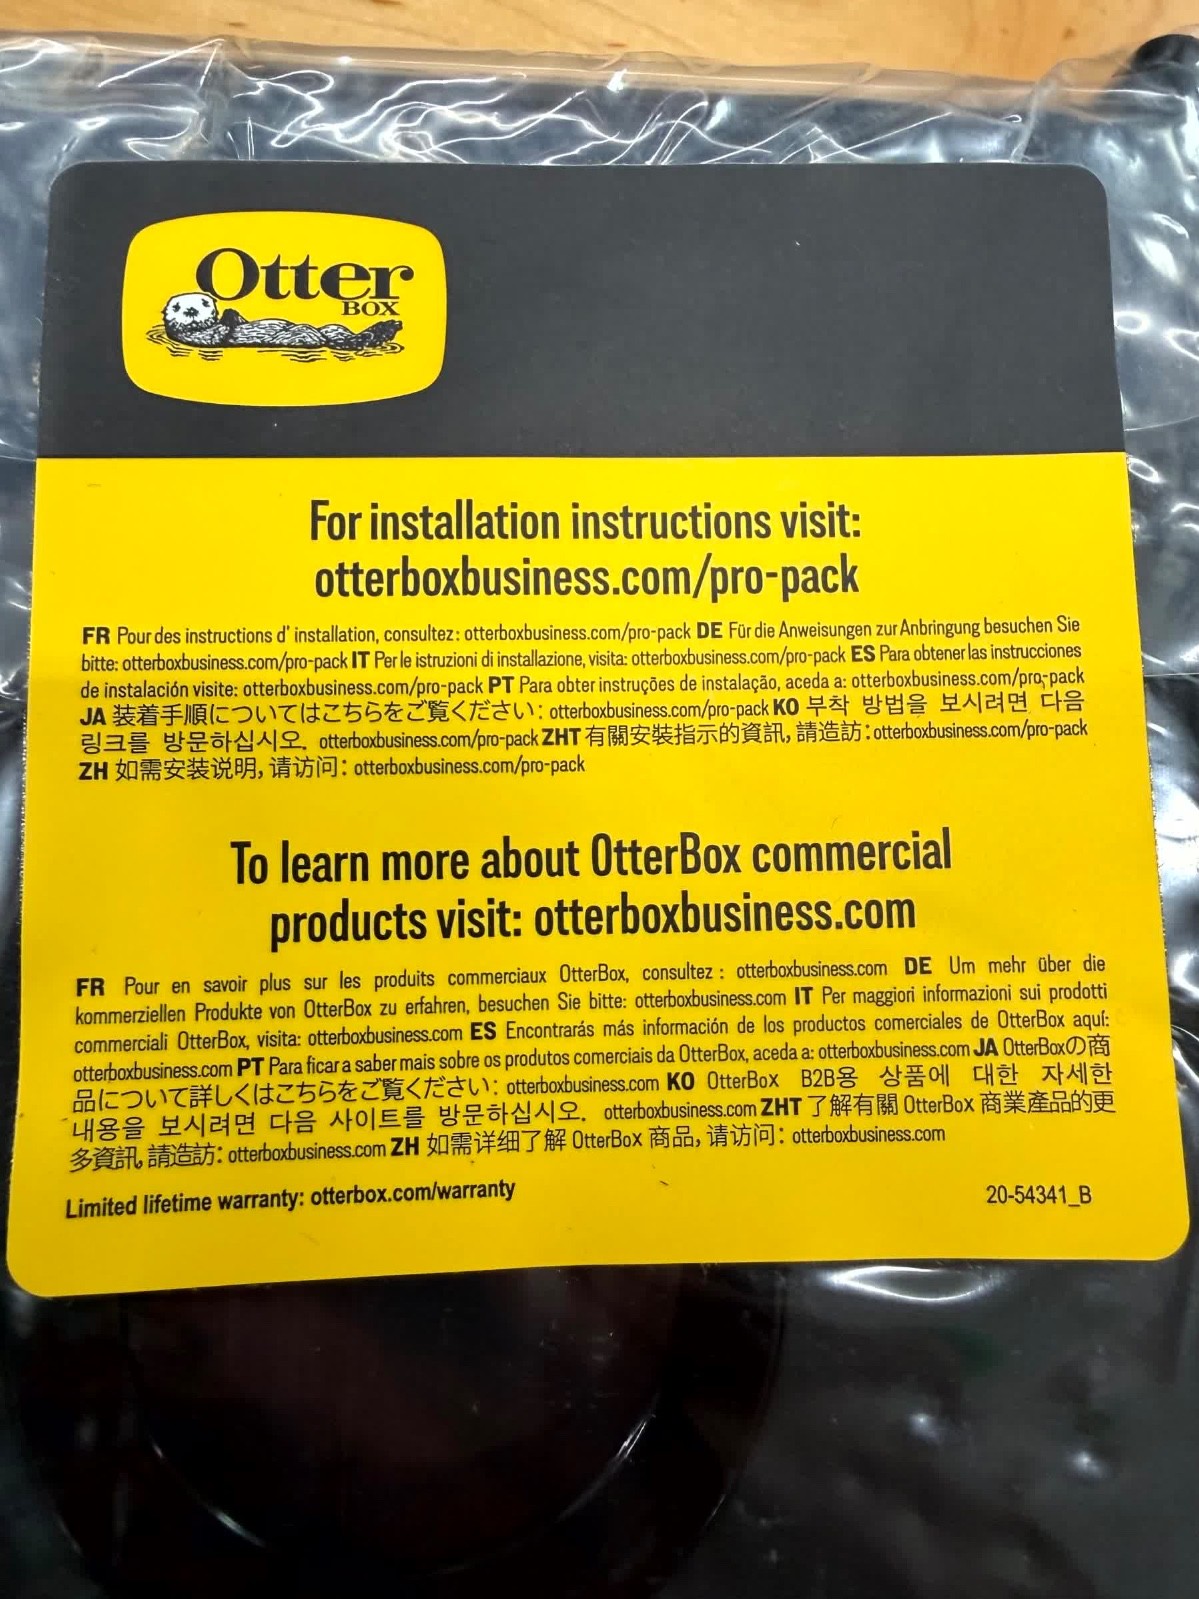 Otter
BOX
For installation instructions visit:
otterboxbusiness.com/pro-pack
FR Pour des instructions d' installation, consultez: otterboxbusiness.com/pro-pack DE Für die Anweisungen zur Anbringung besuchen Sie
bitte: otterboxbusiness.com/pro-pack IT Per le istruzioni di installazione, visita: otterboxbusiness.com/pro-pack ES Para obtener las instrucciones
de instalación visite: otterboxbusiness.com/pro-pack PT Para obter instruções de instalação, aceda a: otterboxbusiness.com/pro-pack
JA 装着手順についてはこちらをご覧ください: otterboxbusiness.com/pro-pack KO 부착 방법을 보시려면 다음
링크를 방문하십시오. otterboxbusiness.com/pro-pack ZHT 有關安裝指示的資訊, 請造訪: otterboxbusiness.com/pro-pack
ZH 如需安装说明, 请访问: otterboxbusiness.com/pro-pack
To learn more about OtterBox commercial
products visit: otterboxbusiness.com
FR Pour en savoir plus sur les produits commerciaux OtterBox, consultez : otterboxbusiness.com DE Um mehr über die
kommerziellen Produkte von OtterBox zu erfahren, besuchen Sie bitte: otterboxbusiness.com IT Per maggiori informazioni sui prodotti
commerciali OtterBox, visita: otterboxbusiness.com ES Encontrarás más información de los productos comerciales de OtterBox aquí:
otterboxbusiness.com PT Para ficar a saber mais sobre os produtos comerciais da OtterBox, aceda a: otterboxbusiness.com JA OtterBoxの商
品について詳しくはこちらをご覧ください: otterboxbusiness.com KO OtterBox B2B용 상품에 대한 자세한
내용을 보시려면 다음 사이트를 방문하십시오. otterboxbusiness.com ZHT 了解有關 OtterBox 商業產品的更
多資訊, 請造訪: otterboxbusiness.com ZH 如需详细了解 OtterBox 商品, 请访问: otterboxbusiness.com
Limited lifetime warranty: otterbox.com/warranty
20-54341_B